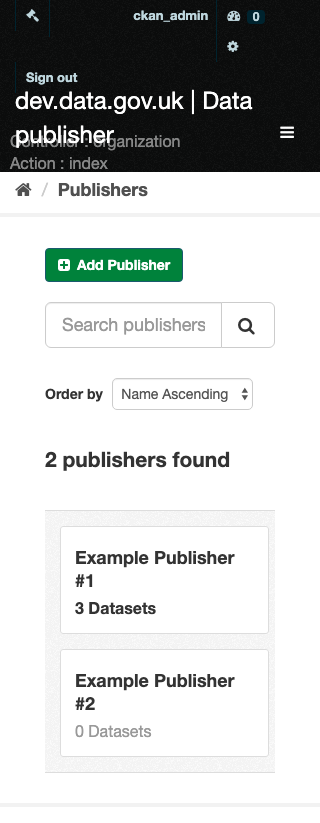 ckan_admin
0
Sign out
dev.data.gov.uk | Data
publisher
Controller : organization
Action : index
/ Publishers
Add Publisher
Search publishers
Order by Name Ascending
2 publishers found
Example Publisher
#1
3 Datasets
Example Publisher
#2
0 Datasets